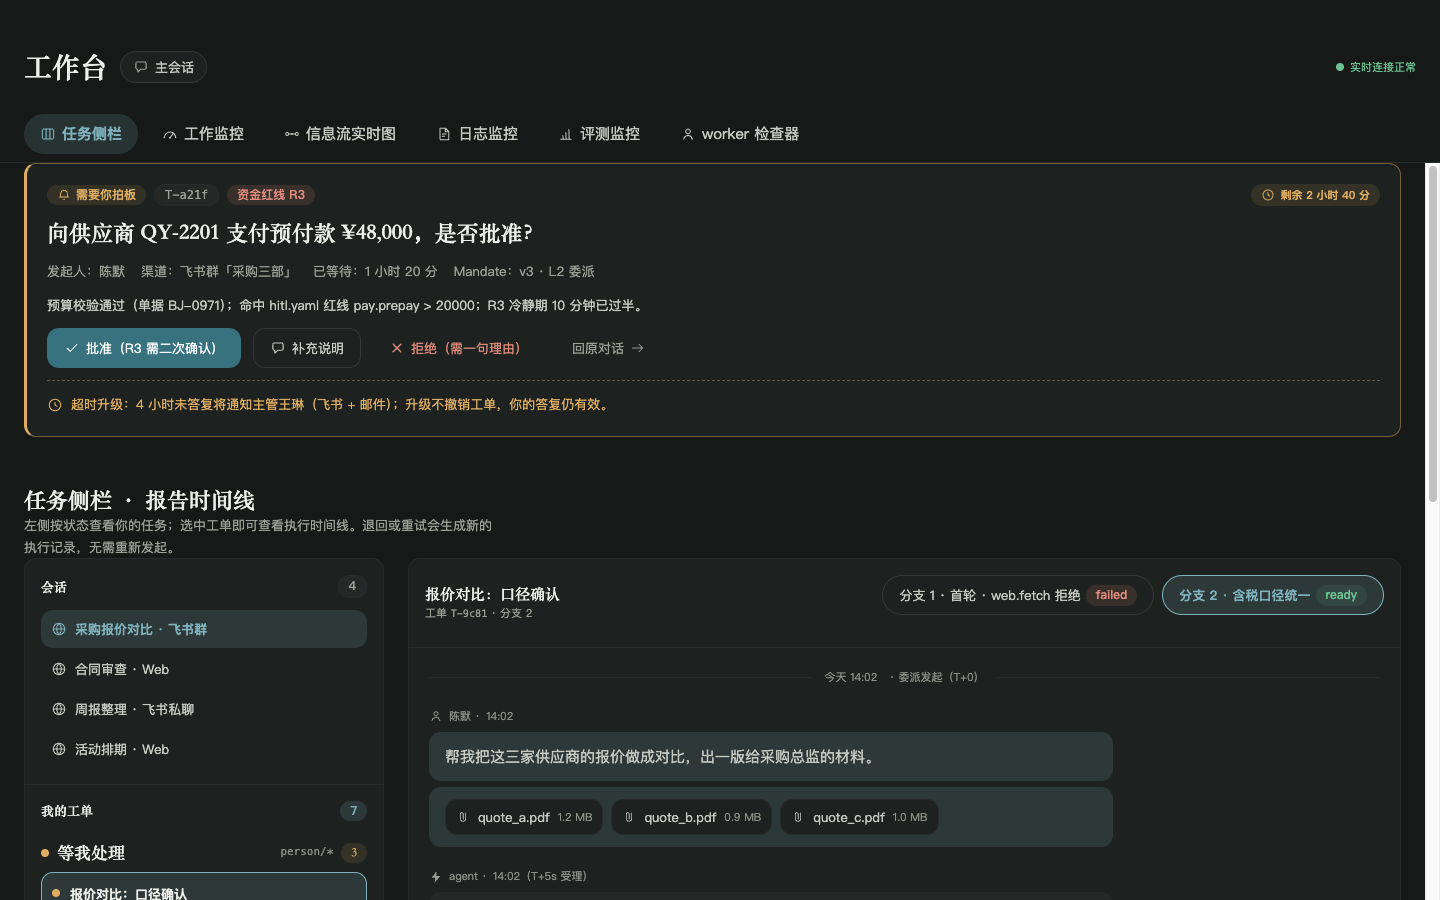 工作台
主会话
实时连接正常
任务侧栏
工作监控
信息流实时图
日志监控
评测监控
worker 检查器
需要你拍板
T-a21f
资金红线 R3
剩余 2 小时 40 分
向供应商 QY-2201 支付预付款 ¥48,000，是否批准?
发起人：陈默 渠道：飞书群「采购三部」 已等待：1 小时 20 分 Mandate：v3 · L2 委派
预算校验通过（单据 BJ-0971）；命中 hitl.yaml 红线 pay.prepay > 20000；R3 冷静期 10 分钟已过半。
批准（R3 需二次确认）
补充说明
拒绝（需一句理由）
回原对话 →
超时升级：4 小时未答复将通知主管王琳（飞书 + 邮件）；升级不撤销工单，你的答复仍有效。
任务侧栏 · 报告时间线
左侧按状态查看你的任务；选中工单即可查看执行时间线。退回或重试会生成新的
执行记录，无需重新发起。
会话
4
采购报价对比 · 飞书群
合同审查 · Web
周报整理 · 飞书私聊
活动排期 · Web
我的工单
7
等我处理
person/*
3
报价对比：口径确认
报价对比：口径确认
工单 T-9c81 · 分支 2
分支 1 · 首轮 · web.fetch 拒绝 failed
分支 2 · 含税口径统一 ready
今天 14:02 · 委派发起（T+0）
陈默 · 14:02
帮我把这三家供应商的报价做成对比，出一版给采购总监的材料。
quote_a.pdf 1.2 MB
quote_b.pdf 0.9 MB
quote_c.pdf 1.0 MB
agent · 14:02（T+5s 受理）